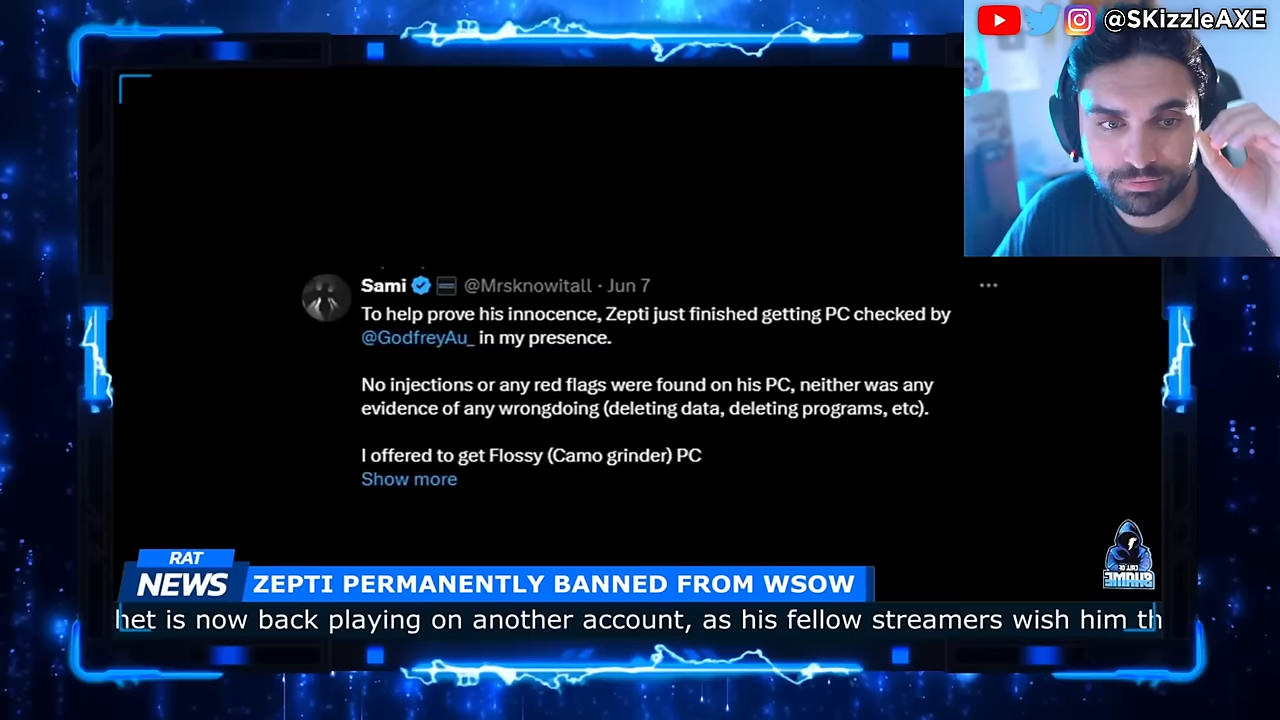 @SKizzleAXE
Sami @Mrsknowitall · Jun 7
To help prove his innocence, Zepti just finished getting PC checked by
@GodfreyAu_ in my presence.
No injections or any red flags were found on his PC, neither was any
evidence of any wrongdoing (deleting data, deleting programs, etc).
I offered to get Flossy (Camo grinder) PC
Show more
RAT
NEWS
ZEPTI PERMANENTLY BANNED FROM WSOW
het is now back playing on another account, as his fellow streamers wish him th